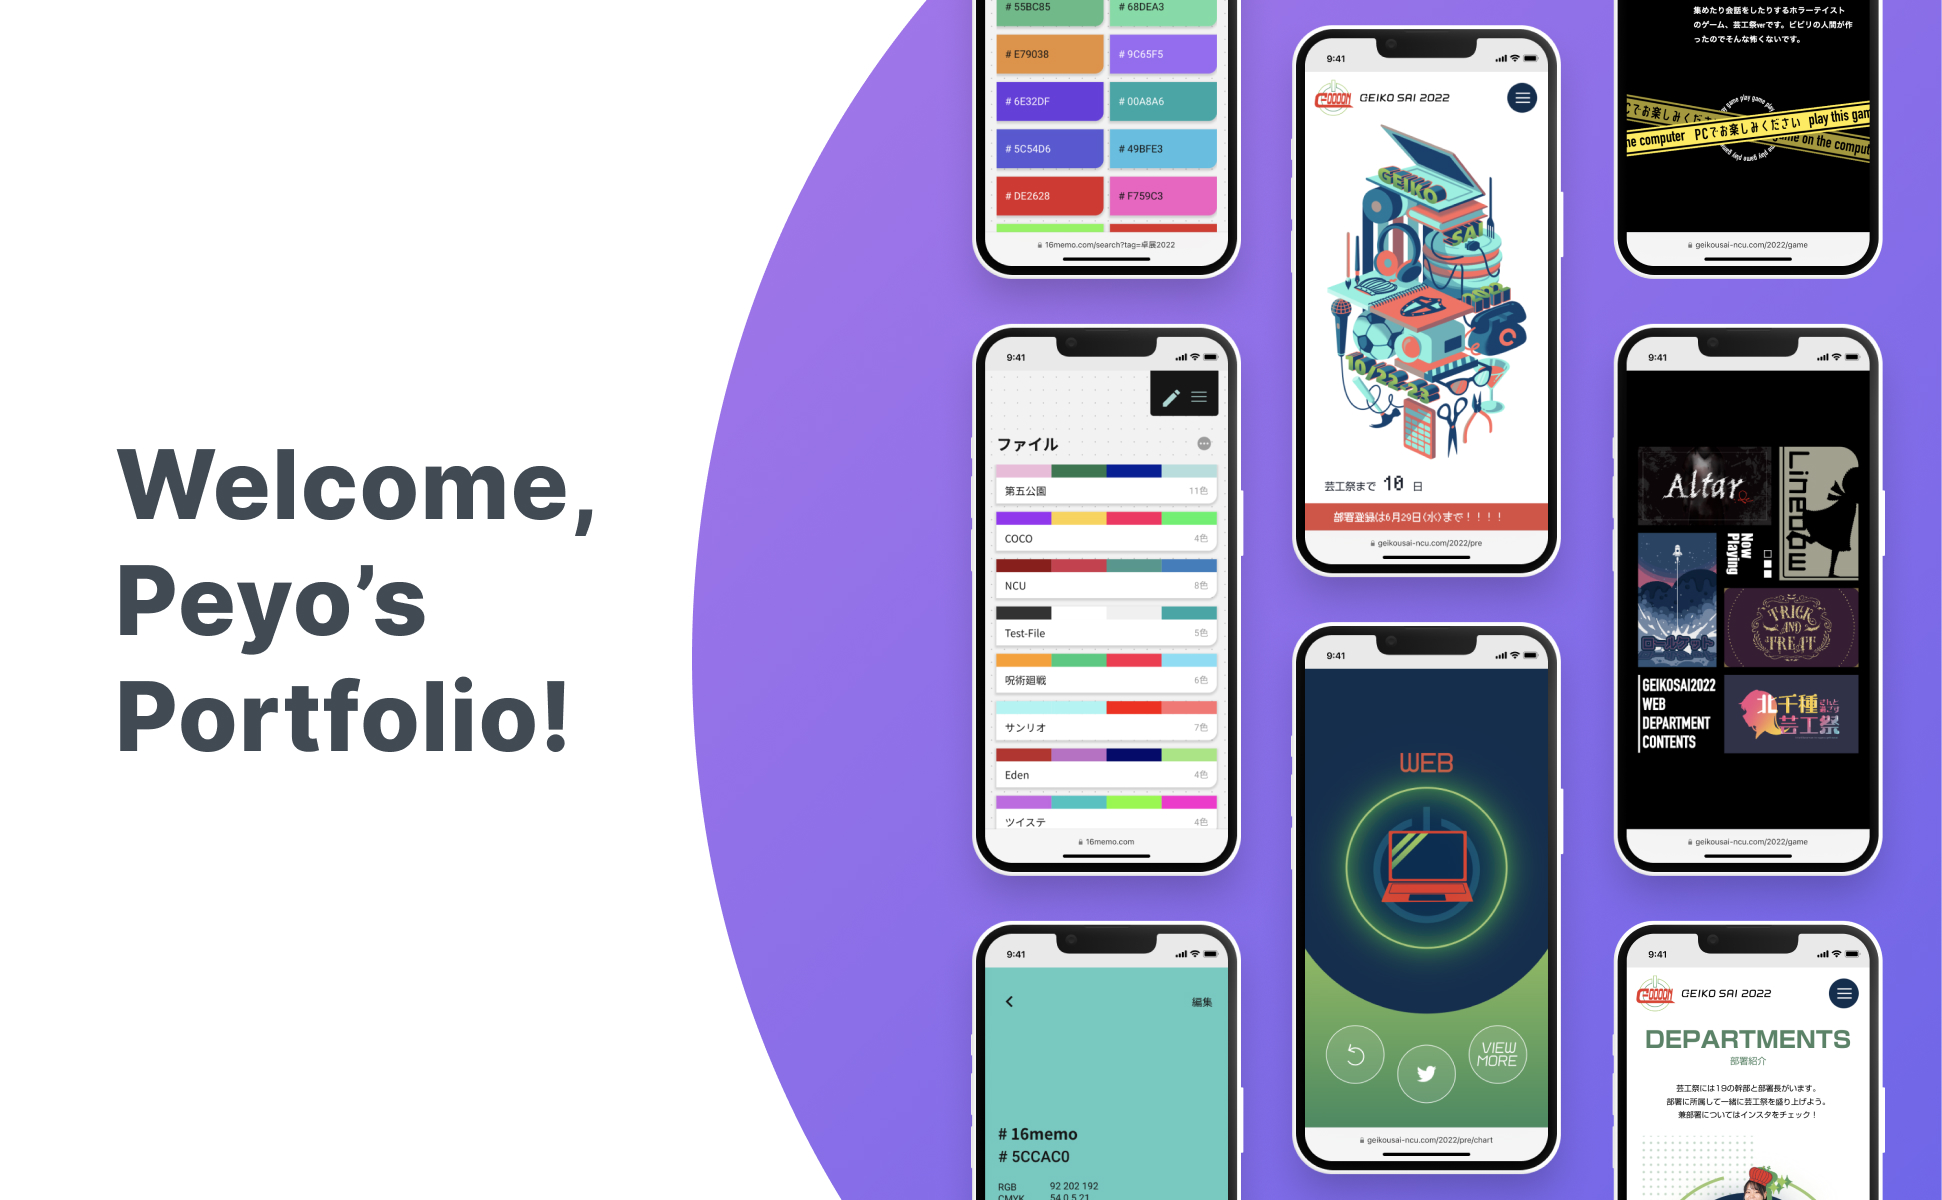 Welcome,
Peyo’s
Portfolio!
# 55BC85
# 68DEA3
# E79038
# 9C65F5
# 6E32DF
# 00A8A6
# 5C54D6
# 49BFE3
# DE2628
# F759C3
16memo.com/search?tag=卓展2022
9:41
ファイル
第五公園
11色
COCO
4色
NCU
8色
Test-File
5色
呪術廻戦
6色
サンリオ
7色
Eden
4色
ツイステ
4色
16memo.com
9:41
編集
# 16memo
# 5CCAC0
RGB
92 202 192
CMYK
54 0 5 21
9:41
GEIKO SAI 2022
GEIKO
SAI
10/22-23
芸工祭まで 10 日
部署登録は6月29日(水)まで！！！！
geikousai-ncu.com/2022/pre
9:41
WEB
VIEW
MORE
geikousai-ncu.com/2022/pre/chart
集めたり会話をしたりするホラーテイスト
のゲーム、芸工祭verです。ビビリの人間が作
ったのでそんな怖くないです。
PCでお楽しみください play this gam
he computer
me on the comput
geikousai-ncu.com/2022/game
9:41
Altar
Linedow
Now
Playing
TRICK
AND
TREAT
GEIKOSAI2022
WEB
DEPARTMENT
CONTENTS
北千種
芸工祭
geikousai-ncu.com/2022/game
9:41
GEIKO SAI 2022
DEPARTMENTS
部署紹介
芸工祭には19の幹部と部署長がいます。
部署に所属して一緒に芸工祭を盛り上げよう。
兼部署についてはインスタをチェック！